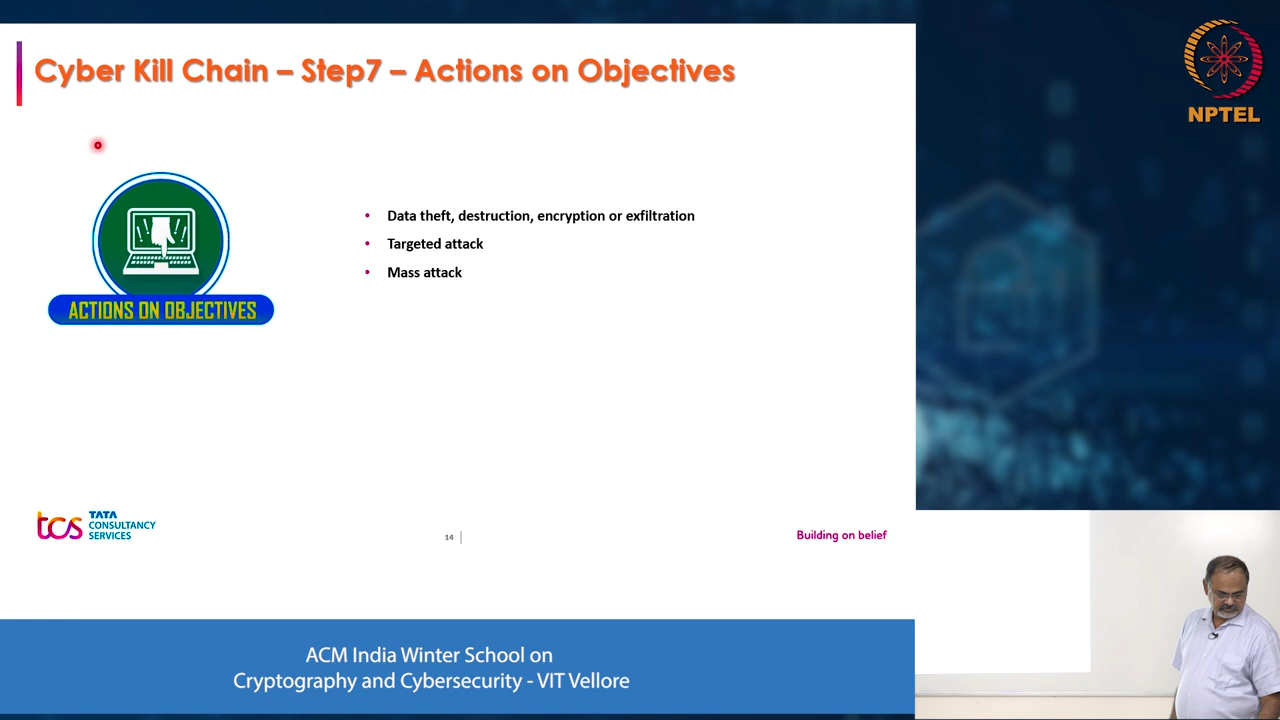 Cyber Kill Chain – Step7 – Actions on Objectives
NPTEL
• Data theft, destruction, encryption or exfiltration
• Targeted attack
• Mass attack
ACTIONS ON OBJECTIVES
tcs TATA
CONSULTANCY
SERVICES
14
Building on belief
ACM India Winter School on
Cryptography and Cybersecurity - VIT Vellore